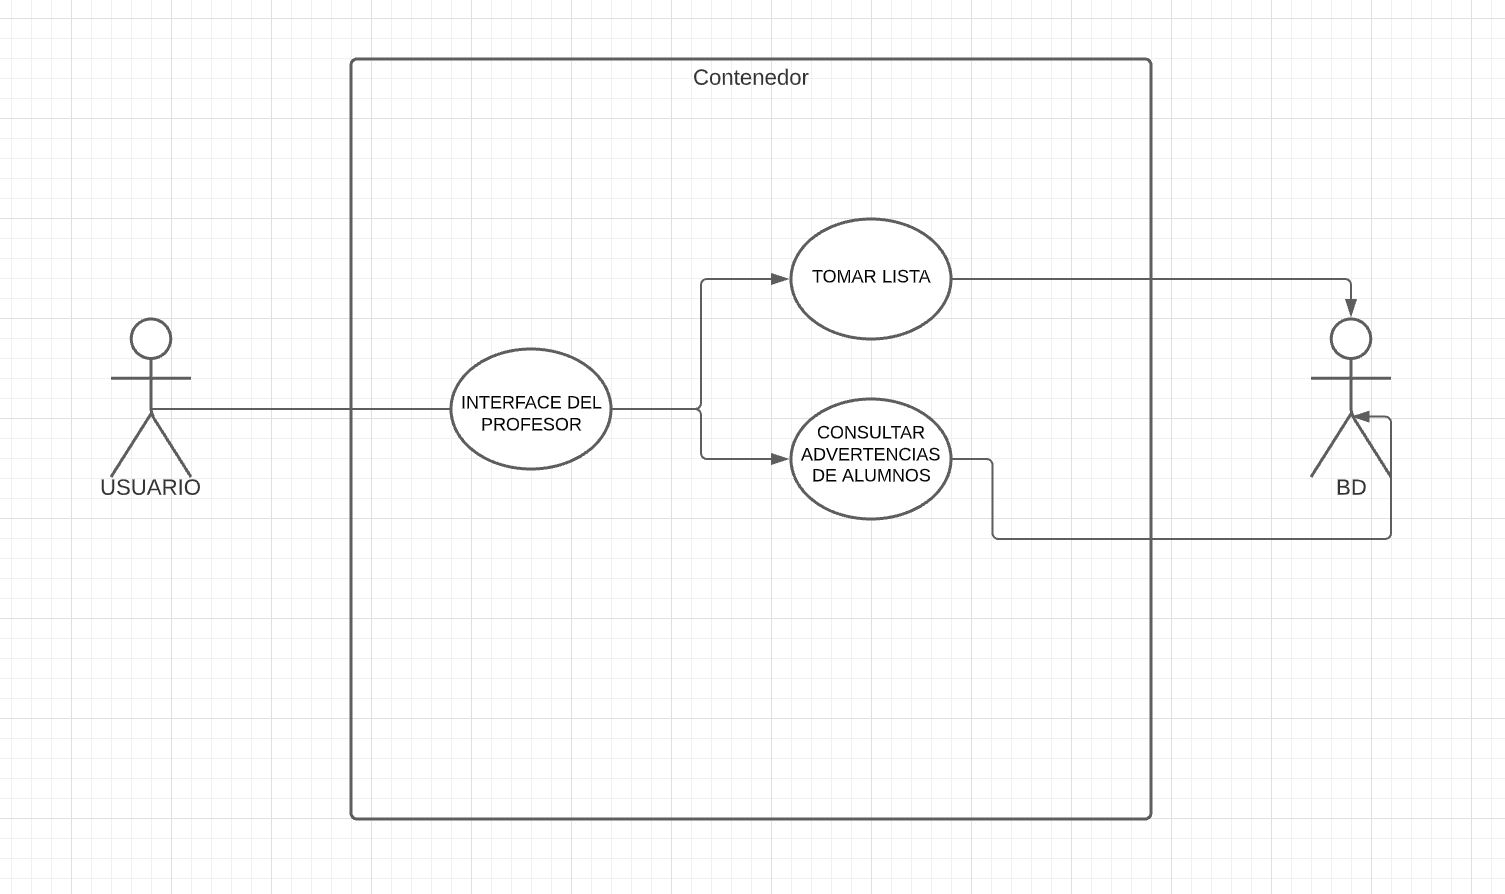 Contenedor
TOMAR LISTA
INTERFACE DEL
PROFESOR
CONSULTAR
ADVERTENCIAS
DE ALUMNOS
USUARIO
BD